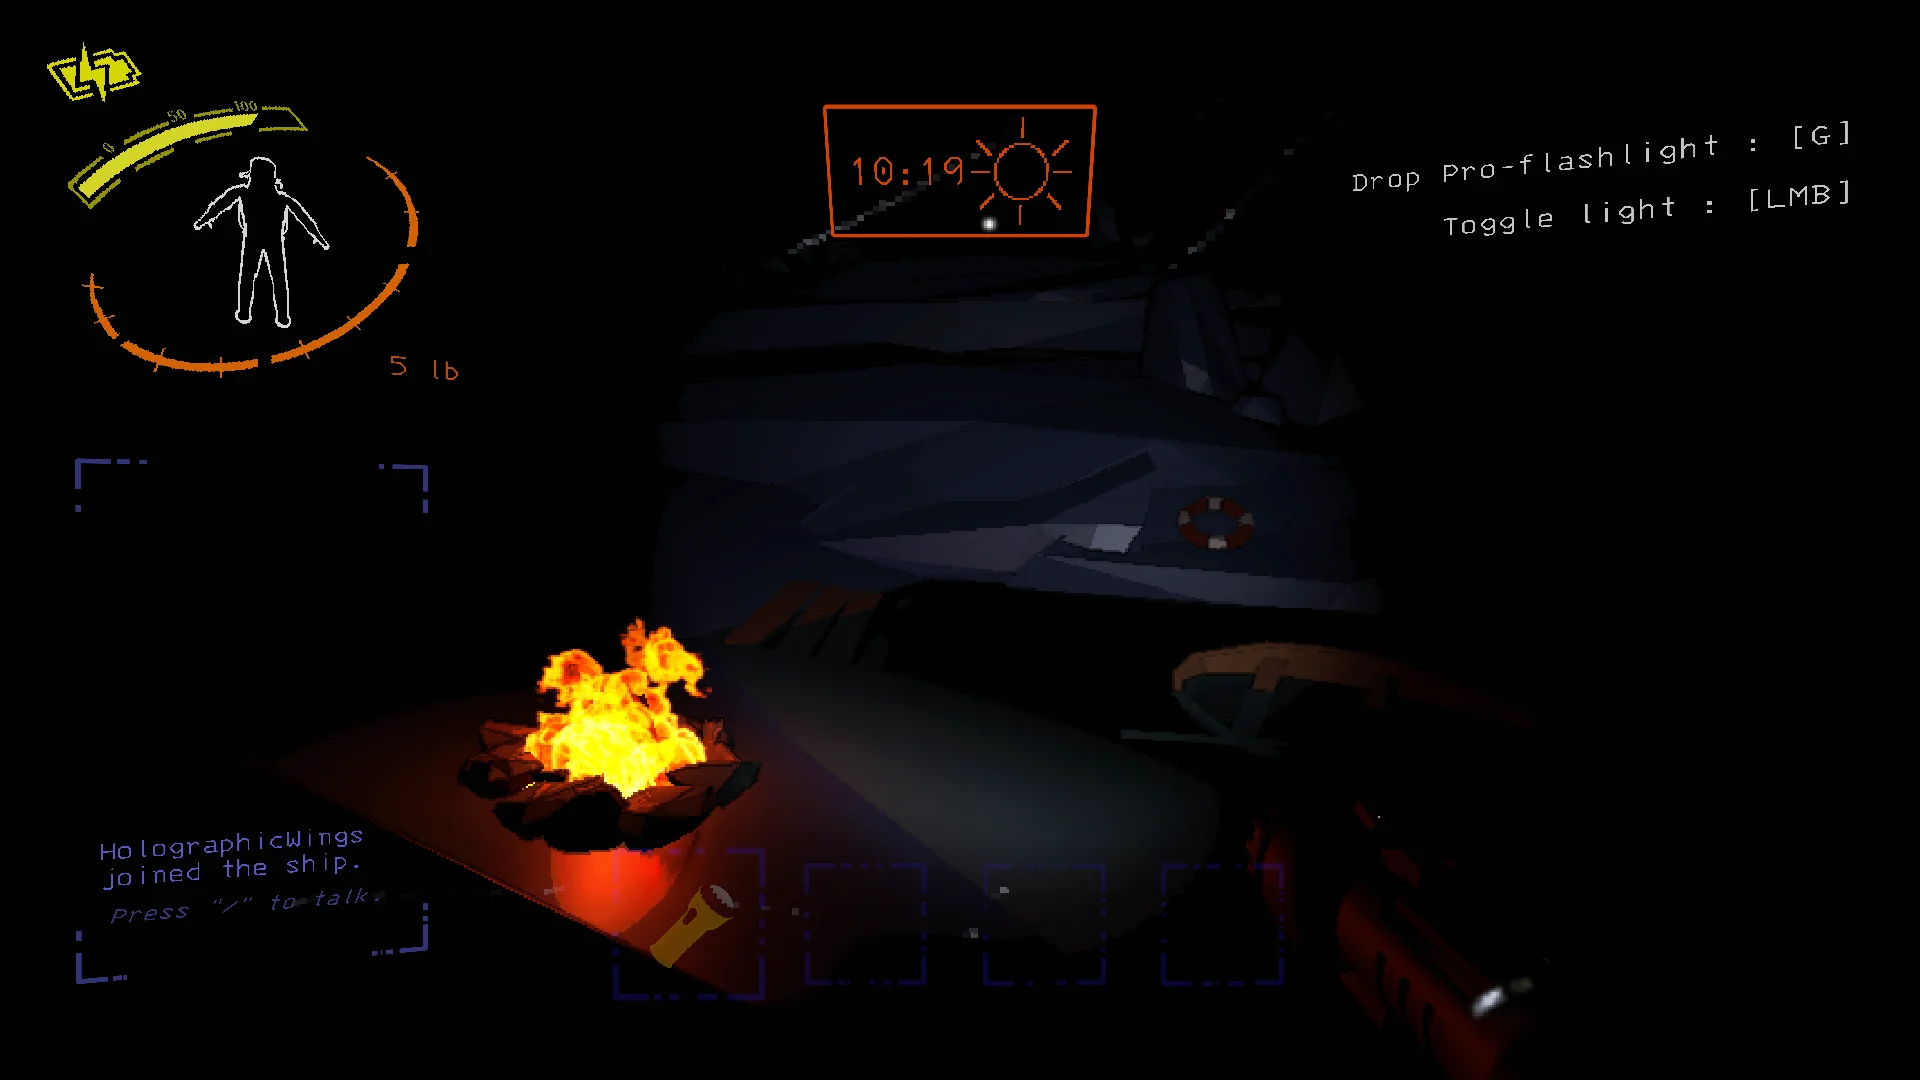 0 50 100
10:19
Drop Pro-flashlight : [G]
Toggle light : [LMB]
5 lb
HolographicWings
joined the ship.
Press "/" to talk.